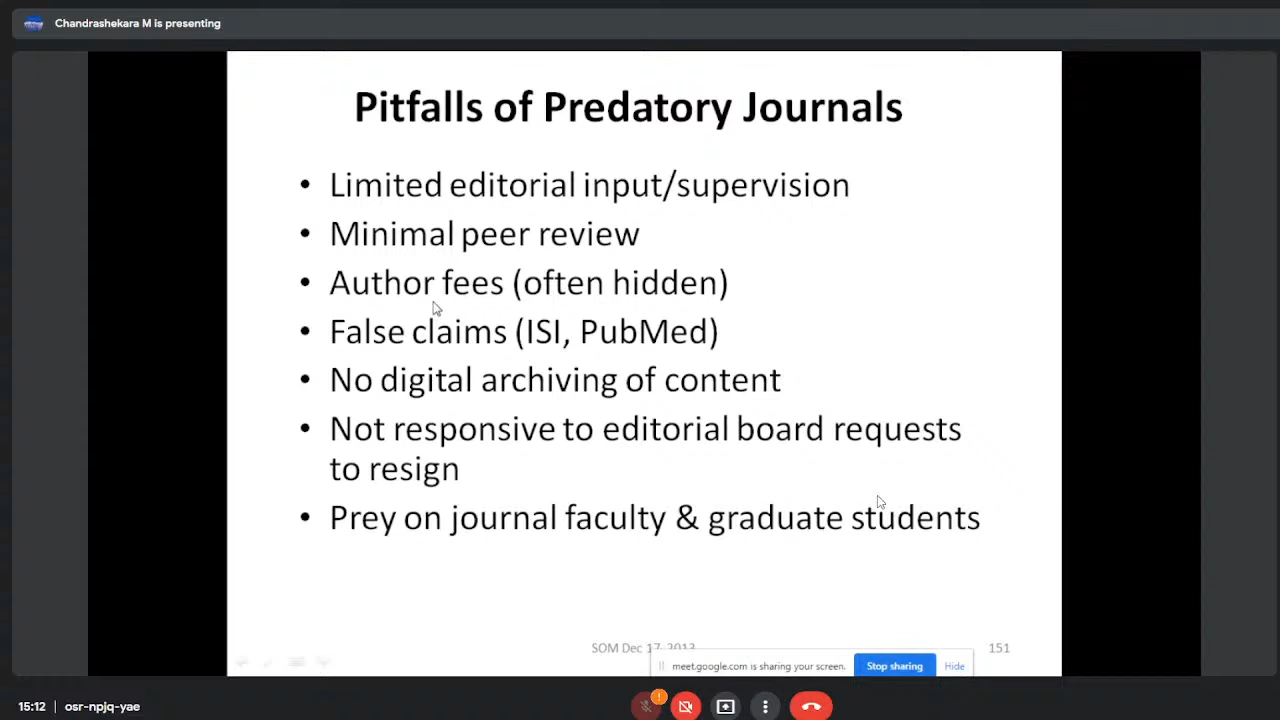 Chandrashekara M is presenting
Pitfalls of Predatory Journals
• Limited editorial input/supervision
• Minimal peer review
• Author fees (often hidden)
• False claims (ISI, PubMed)
• No digital archiving of content
• Not responsive to editorial board requests
to resign
• Prey on journal faculty & graduate students
SOM Dec 17, 2013
151
meet.google.com is sharing your screen.
Stop sharing
Hide
15:12 | osr-npjq-yae
!